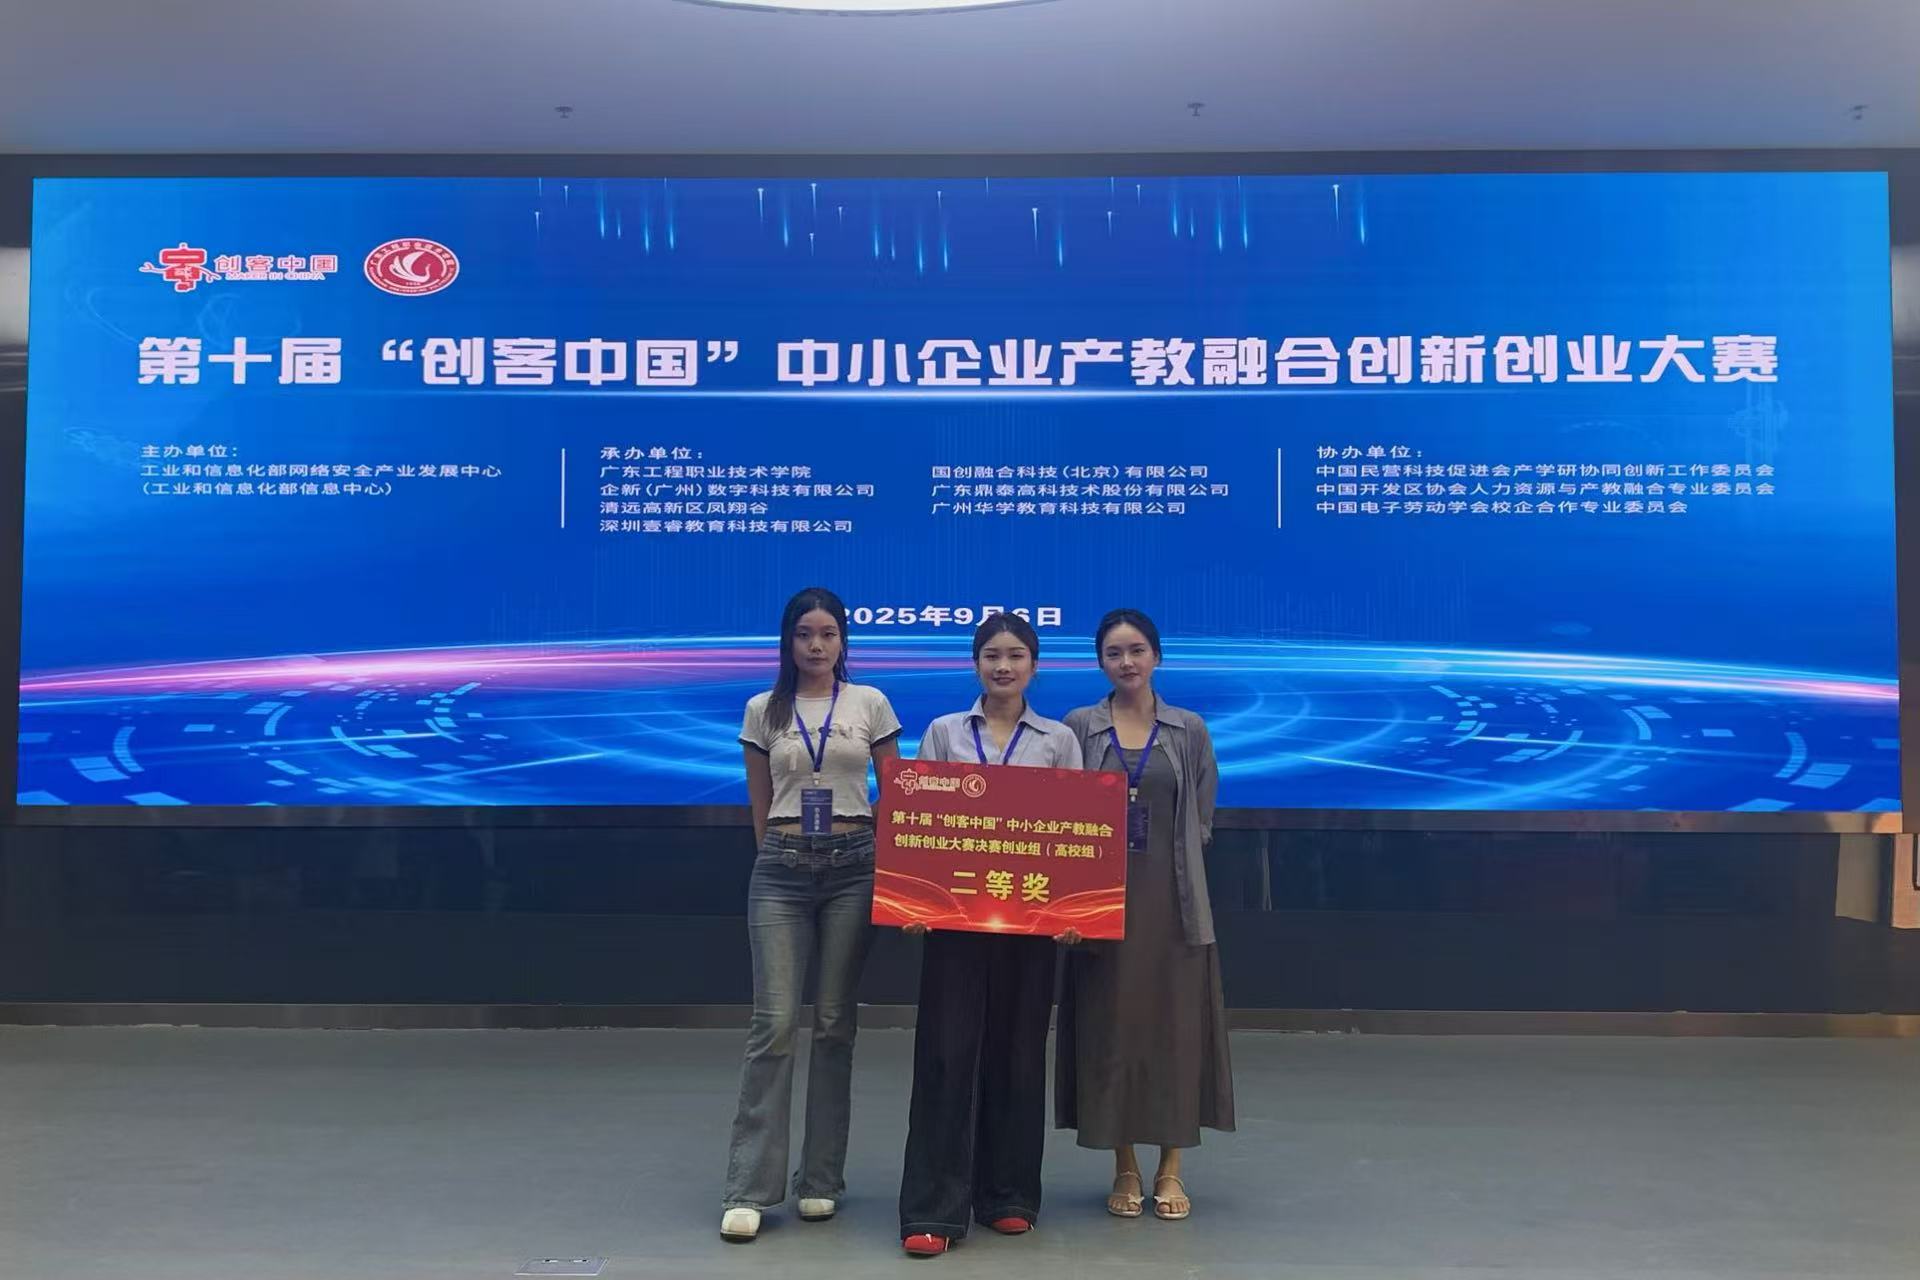 创客中国
MAKER IN CHINA
第十届 “创客中国” 中小企业产教融合创新创业大赛
主办单位：
工业和信息化部网络安全产业发展中心
(工业和信息化部信息中心)
承办单位：
广东工程职业技术学院
企新(广州)数字科技有限公司
清远高新区凤翔谷
深圳壹睿教育科技有限公司
国创融合科技(北京)有限公司
广东鼎泰高科技术股份有限公司
广州华学教育科技有限公司
协办单位：
中国民营科技促进会产学研协同创新工作委员会
中国开发区协会人力资源与产教融合专业委员会
中国电子劳动学会校企合作专业委员会
2025年9月6日
创客中国
第十届“创客中国”中小企业产教融合
创新创业大赛决赛创业组（高校组）
二等奖